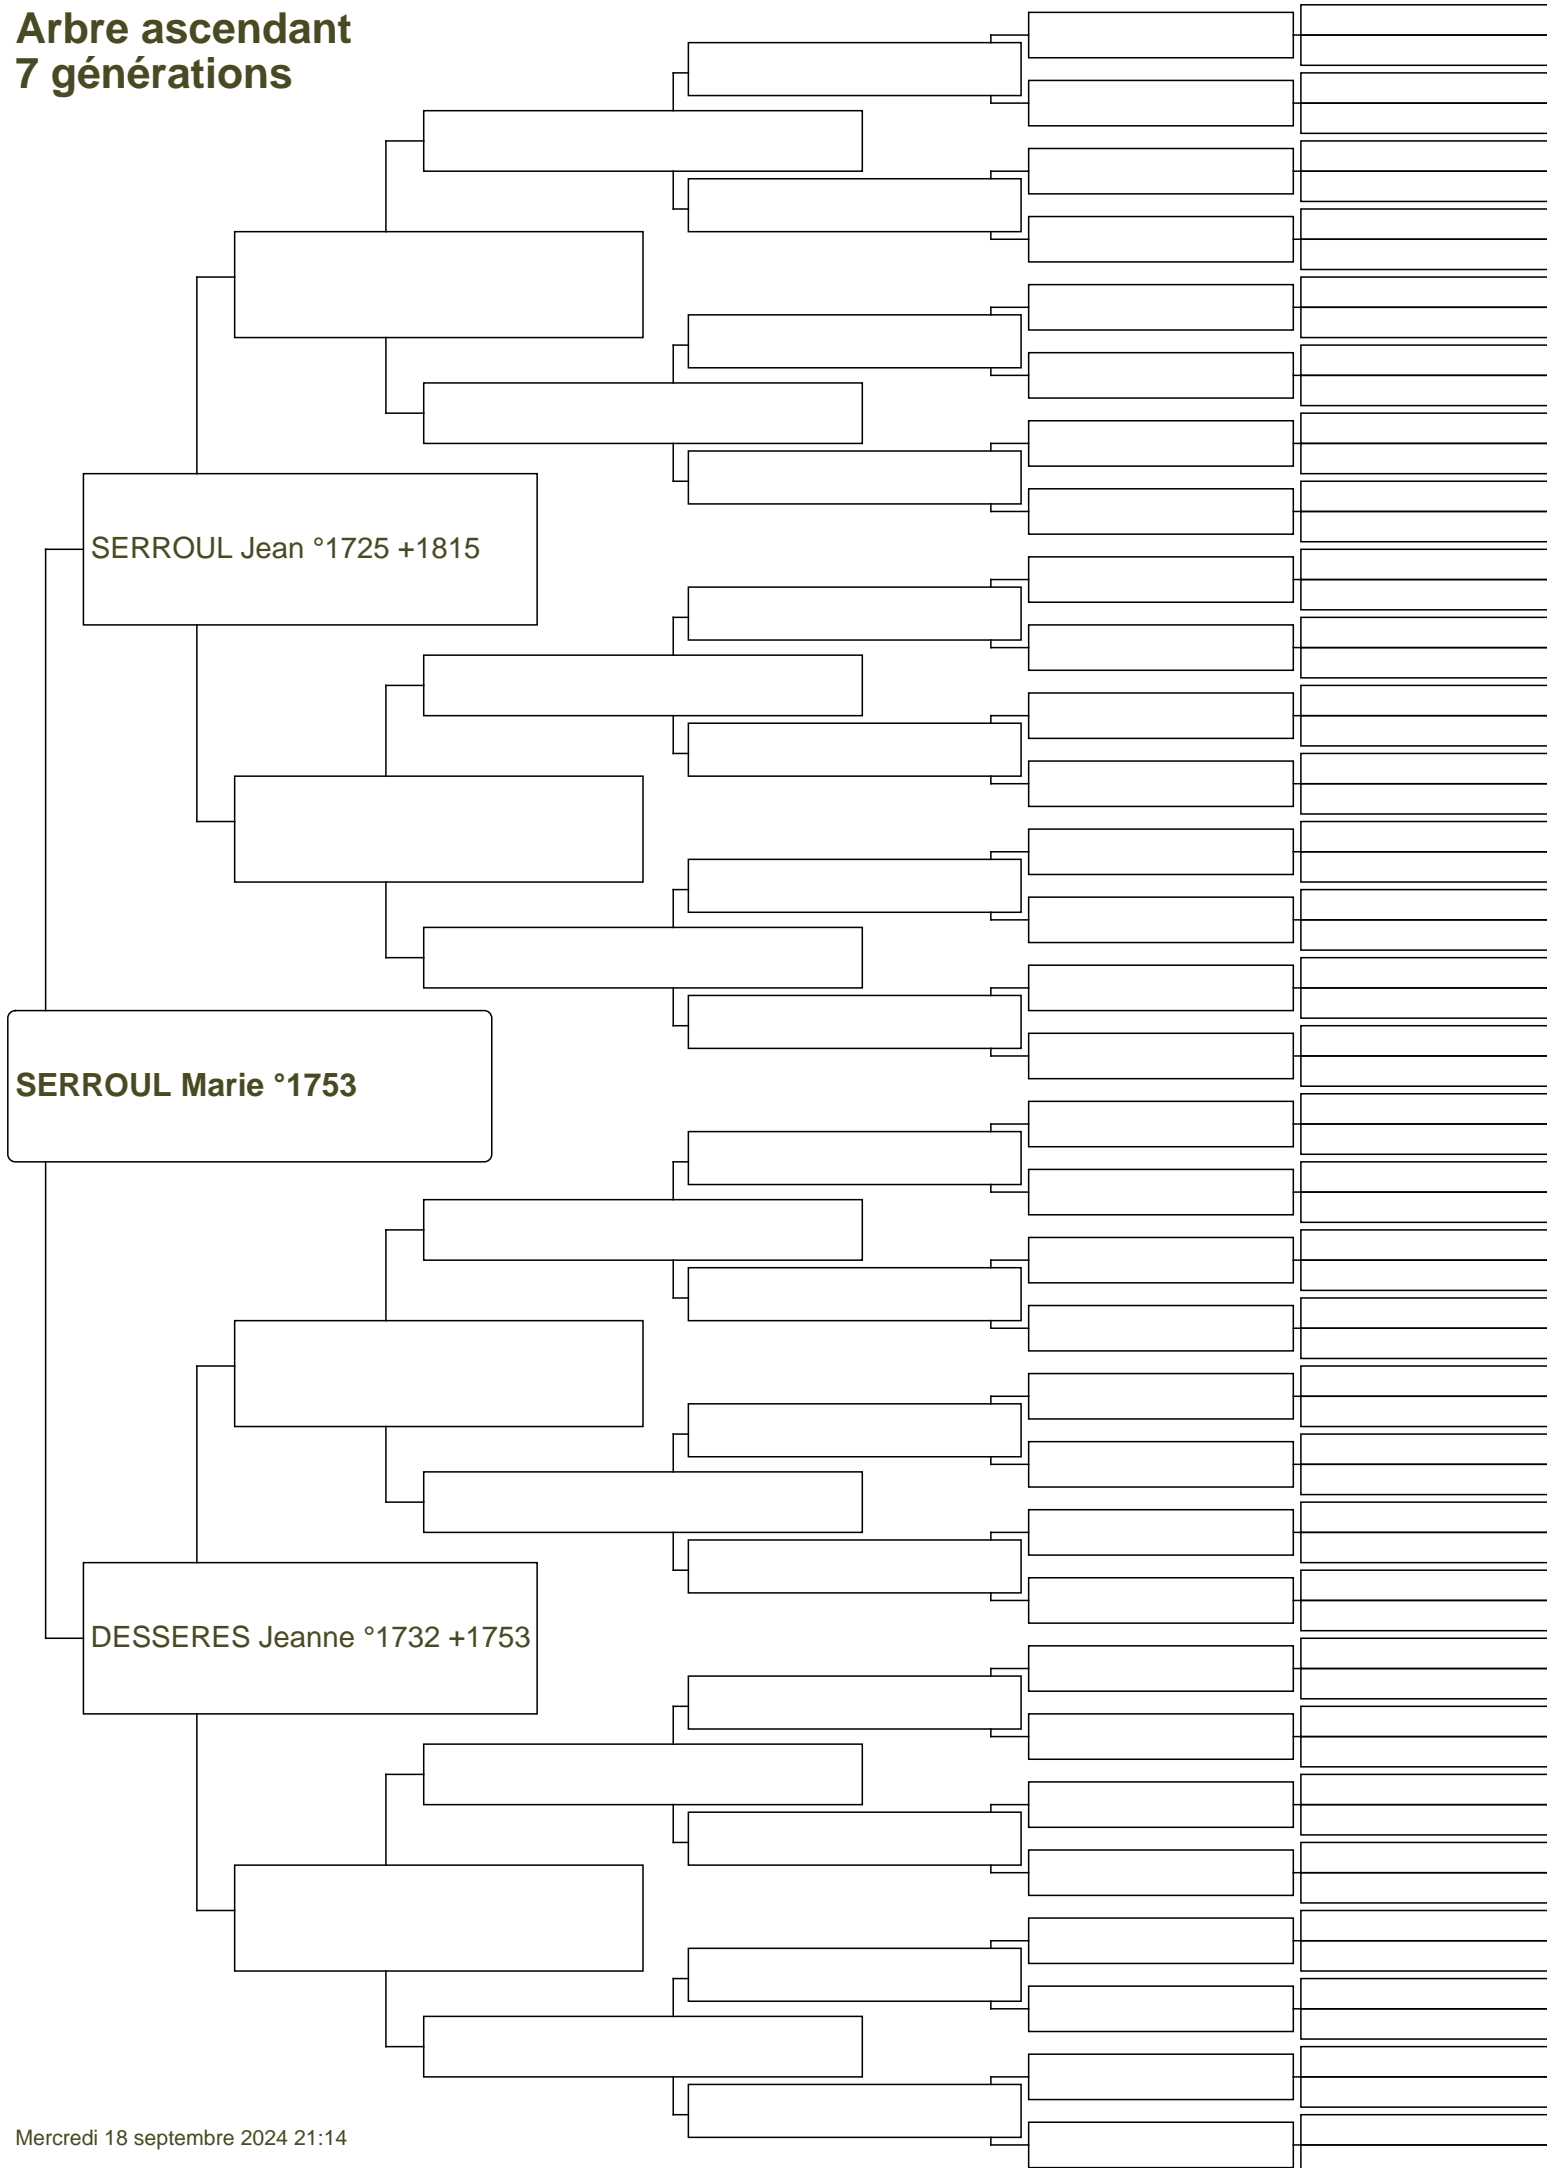 Arbre ascendant
7 générations
SERROUL Jean °1725 +1815
SERROUL Marie °1753
DESSERES Jeanne °1732 +1753
Mercredi 18 septembre 2024 21:14